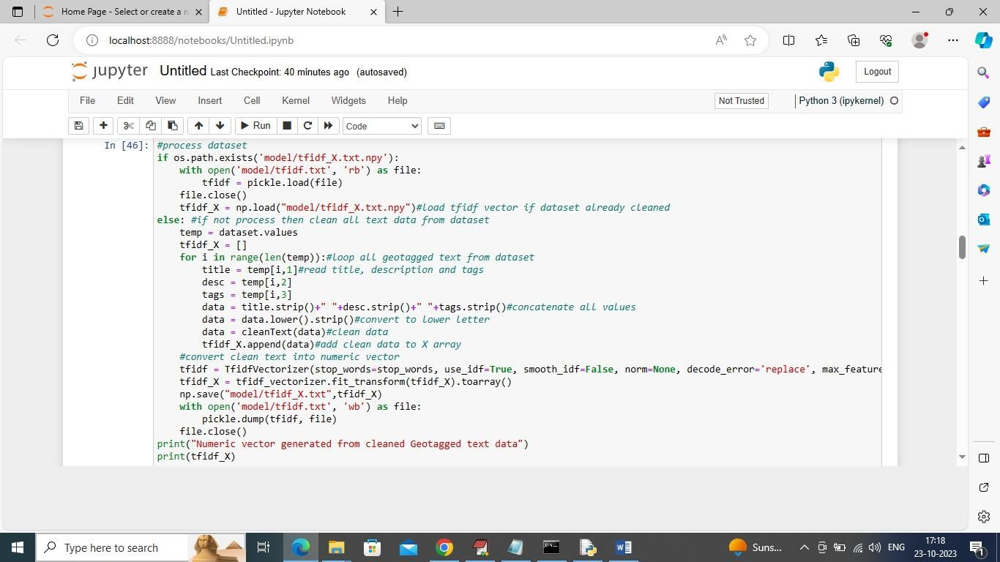 Home Page - Select or create a n
Untitled - Jupyter Notebook
localhost:8888/notebooks/Untitled.ipynb
jupyter Untitled Last Checkpoint: 40 minutes ago (autosaved)
Logout
File Edit View Insert Cell Kernel Widgets Help
Not Trusted
Python 3 (ipykernel)
Run
Code
In [46]:
#process dataset
if os.path.exists('model/tfidf_X.txt.npy'):
    with open('model/tfidf.txt', 'rb') as file:
        tfidf = pickle.load(file)
    file.close()
    tfidf_X = np.load("model/tfidf_X.txt.npy")#load tfidf vector if dataset already cleaned
else: #if not process then clean all text data from dataset
    temp = dataset.values
    tfidf_X = []
    for i in range(len(temp)):#loop all geotagged text from dataset
        title = temp[i,1]#read title, description and tags
        desc = temp[i,2]
        tags = temp[i,3]
        data = title.strip()+" "+desc.strip()+" "+tags.strip()#concatenate all values
        data = data.lower().strip()#convert to lower letter
        data = cleanText(data)#clean data
        tfidf_X.append(data)#add clean data to X array
    #convert clean text into numeric vector
    tfidf = TfidfVectorizer(stop_words=stop_words, use_idf=True, smooth_idf=False, norm=None, decode_error='replace', max_feature
    tfidf_X = tfidf_vectorizer.fit_transform(tfidf_X).toarray()
    np.save("model/tfidf_X.txt",tfidf_X)
    with open('model/tfidf.txt', 'wb') as file:
        pickle.dump(tfidf, file)
    file.close()
print("Numeric vector generated from cleaned Geotagged text data")
print(tfidf_X)
Type here to search
Suns...
ENG
17:18
23-10-2023
1